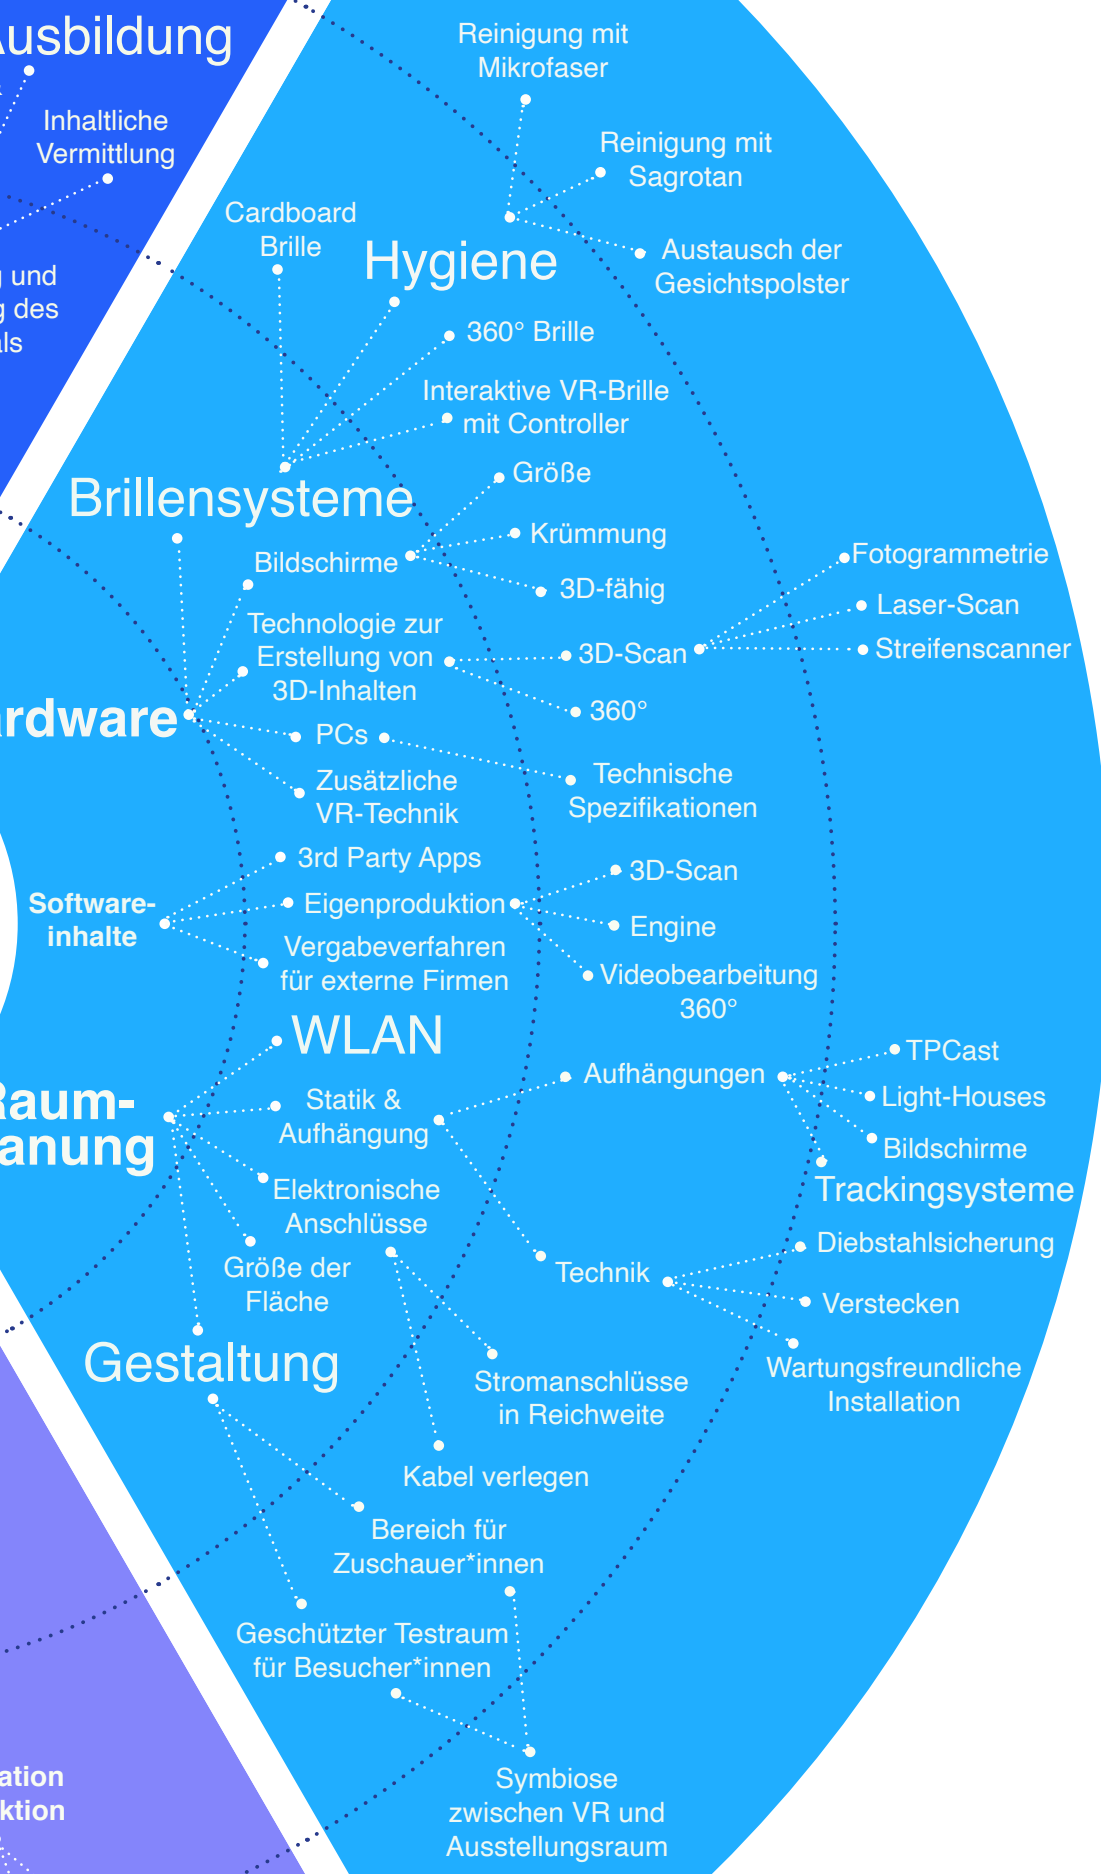 Ausbildung
Inhaltliche
Vermittlung
und
des
Reinigung mit
Mikrofaser
Reinigung mit
Sagrotan
Austausch der
Gesichtspolster
Cardboard
Brille
Hygiene
360° Brille
Interaktive VR-Brille
mit Controller
Brillensysteme
Größe
Krümmung
3D-fähig
Bildschirme
Technologie zur
Erstellung von
3D-Inhalten
3D-Scan
360°
Fotogrammetrie
Laser-Scan
Streifenscanner
ardware
PCs
Technische
Spezifikationen
Zusätzliche
VR-Technik
3rd Party Apps
Software-
inhalte
Eigenproduktion
3D-Scan
Engine
Videobearbeitung
360°
Vergabeverfahren
für externe Firmen
WLAN
Raum-
anung
Statik &
Aufhängung
Aufhängungen
TPCast
Light-Houses
Bildschirme
Trackingsysteme
Elektronische
Anschlüsse
Größe der
Fläche
Technik
Diebstahlsicherung
Verstecken
Wartungsfreundliche
Installation
Gestaltung
Stromanschlüsse
in Reichweite
Kabel verlegen
Bereich für
Zuschauer*innen
Geschützter Testraum
für Besucher*innen
Symbiose
zwischen VR und
Ausstellungsraum
ation
ktion